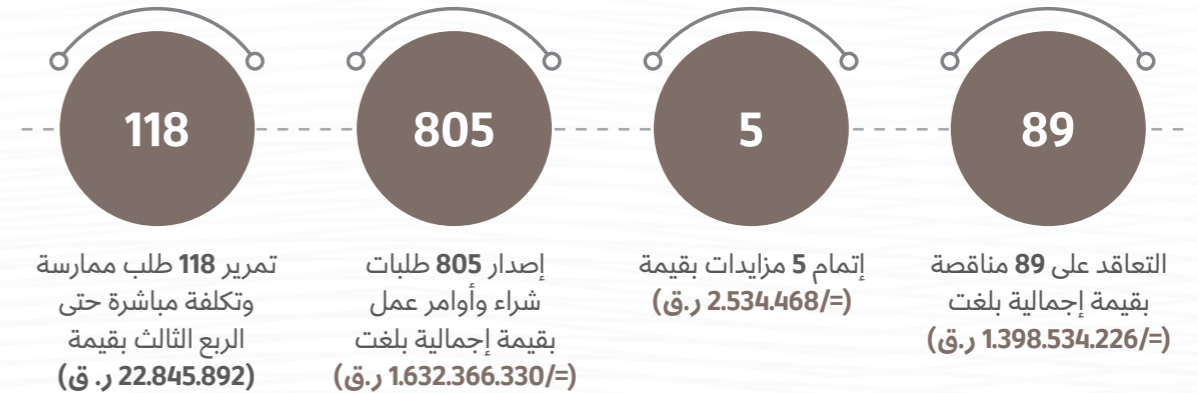 89
التعاقد على 89 مناقصة
بقيمة إجمالية بلغت
(=/1.398.534.226 ر.ق)
5
إتمام 5 مزايدات بقيمة
(=/2.534.468 ر.ق)
805
إصدار 805 طلبات
شراء وأوامر عمل
بقيمة إجمالية بلغت
(=/1.632.366.330 ر.ق)
118
تمرير 118 طلب ممارسة
وتكلفة مباشرة حتى
الربع الثالث بقيمة
(22.845.892 ر. ق)